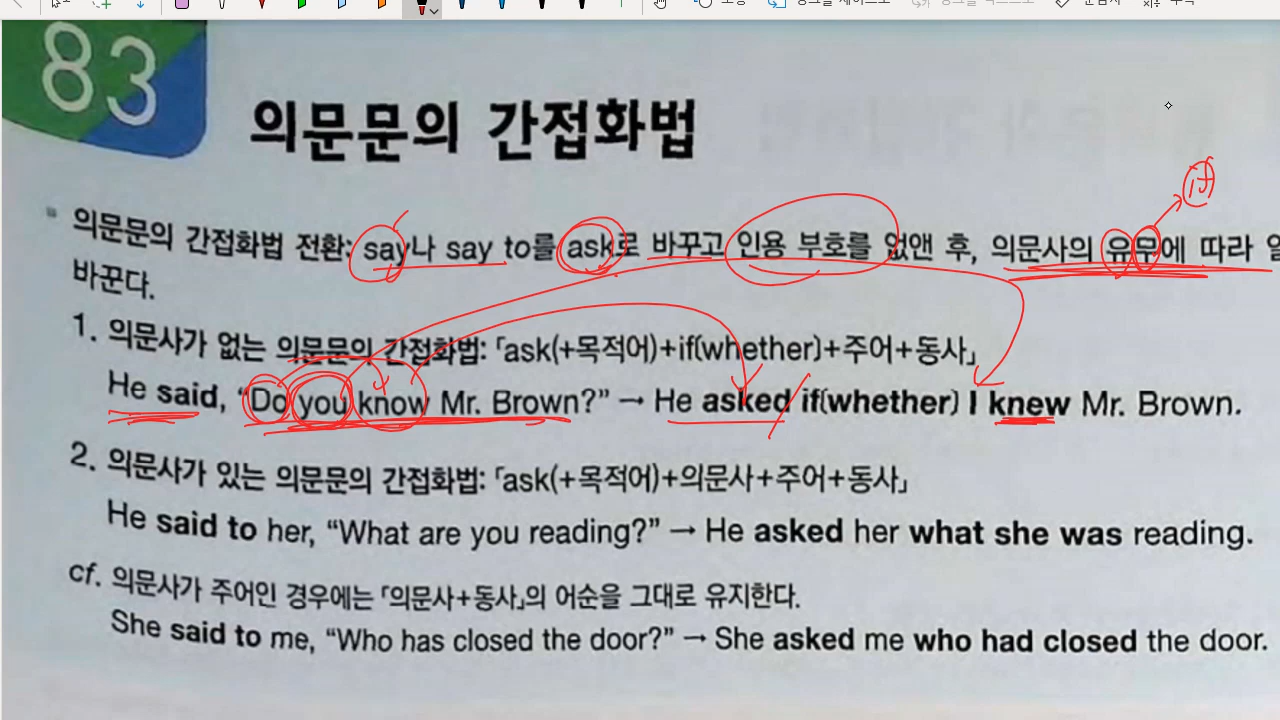 83
의문문의 간접화법
의문문의 간접화법 전환: say나 say to를 ask로 바꾸고 인용 부호를 없앤 후, 의문사의 유무에 따라
바꾼다.
if
1. 의문사가 없는 의문문의 간접화법: 「ask(+목적어)+if(whether)+주어+동사」
He said, “Do you know Mr. Brown?” → He asked if(whether) I knew Mr. Brown.
2. 의문사가 있는 의문문의 간접화법: 「ask(+목적어)+의문사+주어+동사」
He said to her, “What are you reading?” → He asked her what she was reading.
cf. 의문사가 주어인 경우에는 「의문사+동사」의 어순을 그대로 유지한다.
She said to me, “Who has closed the door?” → She asked me who had closed the door.